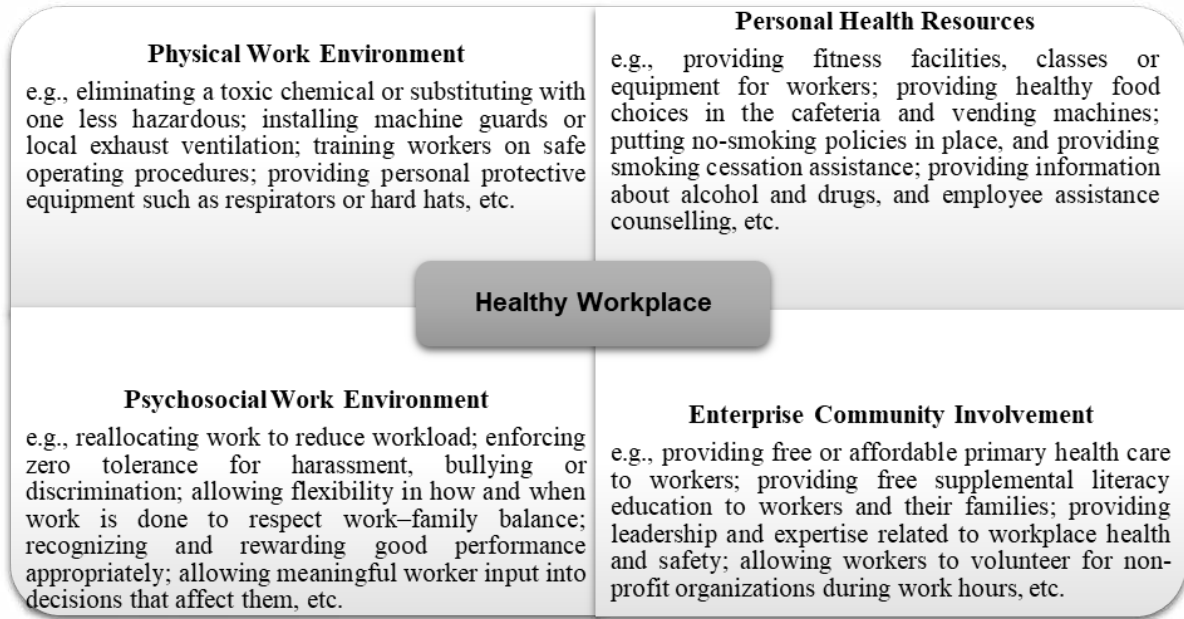 Physical Work Environment
e.g., eliminating a toxic chemical or substituting with
one less hazardous; installing machine guards or
local exhaust ventilation; training workers on safe
operating procedures; providing personal protective
equipment such as respirators or hard hats, etc.
Personal Health Resources
e.g., providing fitness facilities, classes or
equipment for workers; providing healthy food
choices in the cafeteria and vending machines;
putting no-smoking policies in place, and providing
smoking cessation assistance; providing information
about alcohol and drugs, and employee assistance
counselling, etc.
Healthy Workplace
Psychosocial Work Environment
e.g., reallocating work to reduce workload; enforcing
zero tolerance for harassment, bullying or
discrimination; allowing flexibility in how and when
work is done to respect work–family balance;
recognizing and rewarding good performance
appropriately; allowing meaningful worker input into
decisions that affect them, etc.
Enterprise Community Involvement
e.g., providing free or affordable primary health care
to workers; providing free supplemental literacy
education to workers and their families; providing
leadership and expertise related to workplace health
and safety; allowing workers to volunteer for non-
profit organizations during work hours, etc.